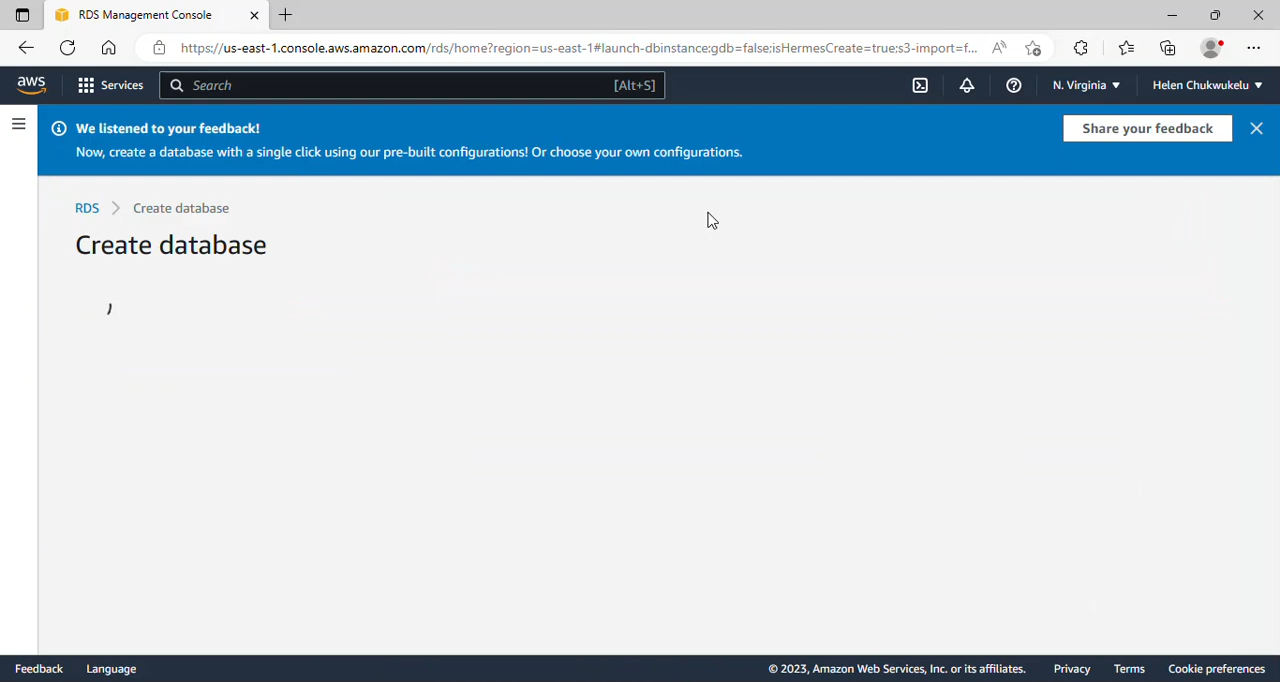 RDS Management Console
https://us-east-1.console.aws.amazon.com/rds/home?region=us-east-1#launch-dbinstance:gdb=false:isHermesCreate=true:s3-import=f...
aws Services Search [Alt+S] N. Virginia Helen Chukwukelu
We listened to your feedback! Share your feedback
Now, create a database with a single click using our pre-built configurations! Or choose your own configurations.
RDS Create database
Create database
Feedback Language © 2023, Amazon Web Services, Inc. or its affiliates. Privacy Terms Cookie preferences